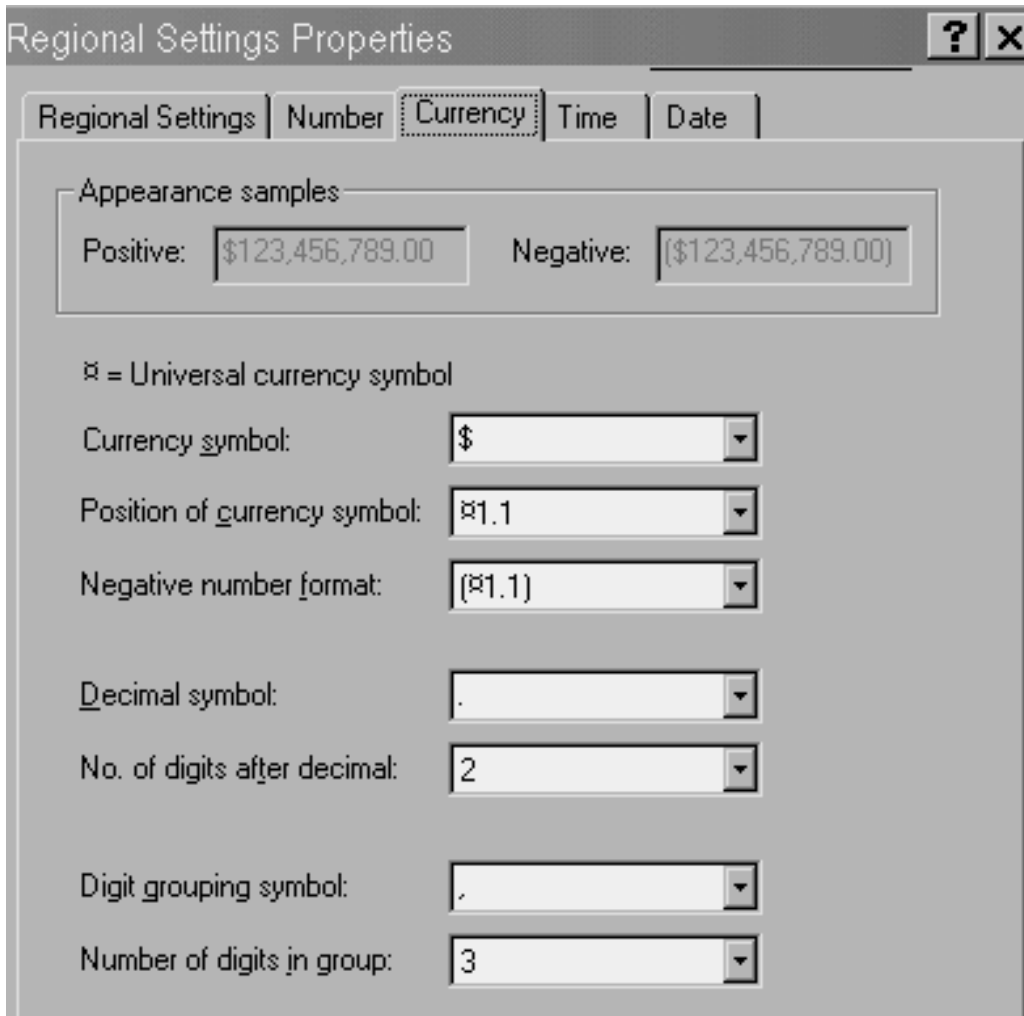 Regional Settings Properties
Regional Settings Number Currency Time Date
Appearance samples
Positive: $123,456,789.00 Negative: ($123,456,789.00)
¤ = Universal currency symbol
Currency symbol: $
Position of currency symbol: ¤1.1
Negative number format: (¤1.1)
Decimal symbol: .
No. of digits after decimal: 2
Digit grouping symbol: ,
Number of digits in group: 3